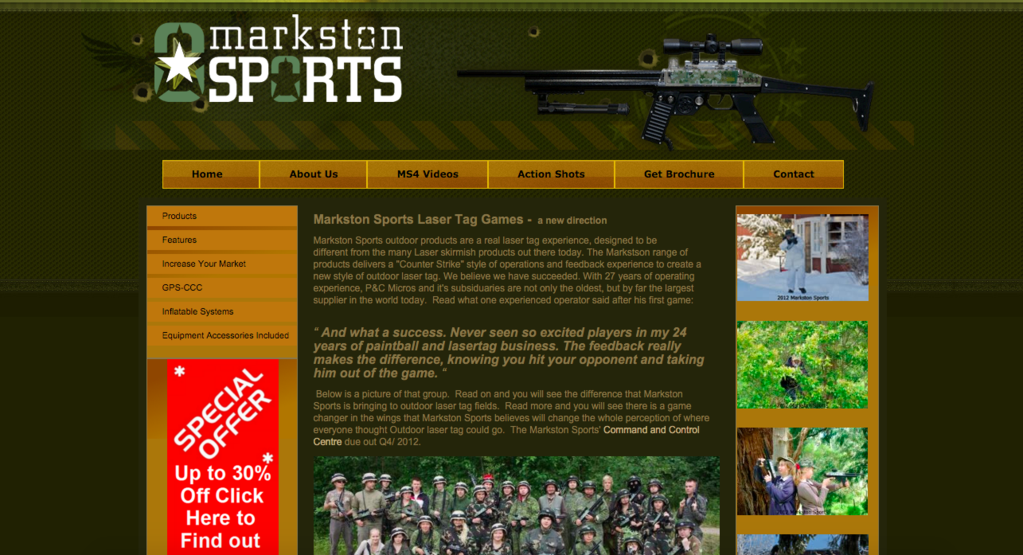 markston
SPORTS
Home
About Us
MS4 Videos
Action Shots
Get Brochure
Contact
Products
Features
Increase Your Market
GPS-CCC
Inflatable Systems
Equipment Accessories Included
* SPECIAL
OFFER *
Up to 30%
Off Click
Here to
Find out
Markston Sports Laser Tag Games - a new direction
Markston Sports outdoor products are a real laser tag experience, designed to be
different from the many Laser skirmish products out there today. The Markstson range of
products delivers a "Counter Strike" style of operations and feedback experience to create a
new style of outdoor laser tag. We believe we have succeeded. With 27 years of operating
experience, P&C Micros and it's subsiduaries are not only the oldest, but by far the largest
supplier in the world today. Read what one experienced operator said after his first game:
“ And what a success. Never seen so excited players in my 24
years of paintball and lasertag business. The feedback really
makes the difference, knowing you hit your opponent and taking
him out of the game. “
Below is a picture of that group. Read on and you will see the difference that Markston
Sports is bringing to outdoor laser tag fields. Read more and you will see there is a game
changer in the wings that Markston Sports believes will change the whole perception of where
everyone thought Outdoor laser tag could go. The Markston Sports' Command and Control
Centre due out Q4/ 2012.
2012 Markston Sports